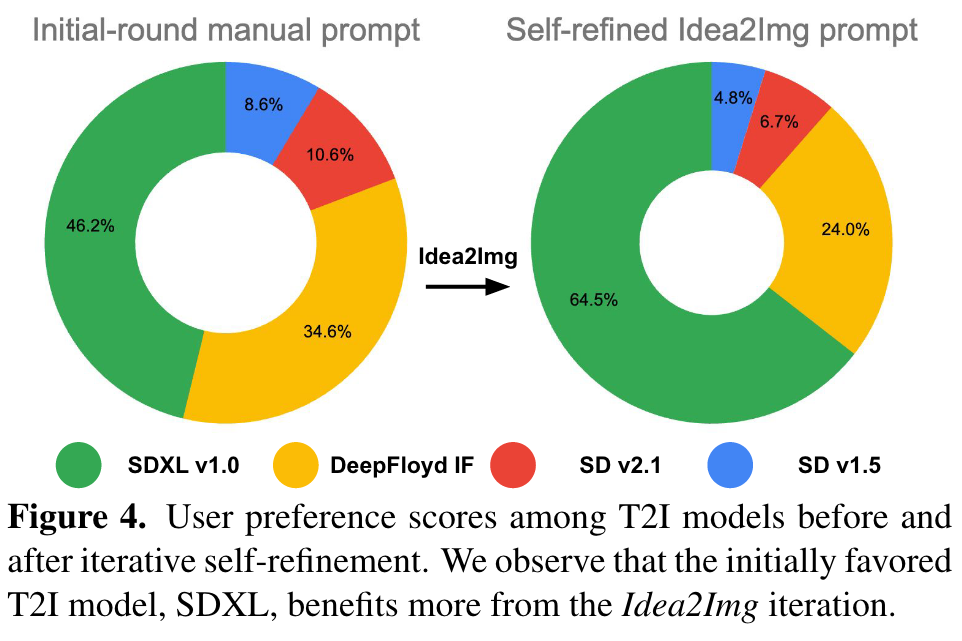 Initial-round manual prompt
Self-refined Idea2Img prompt
8.6%
10.6%
46.2%
34.6%
Idea2Img
4.8%
6.7%
24.0%
64.5%
SDXL v1.0
DeepFloyd IF
SD v2.1
SD v1.5
Figure 4. User preference scores among T2I models before and
after iterative self-refinement. We observe that the initially favored
T2I model, SDXL, benefits more from the Idea2Img iteration.